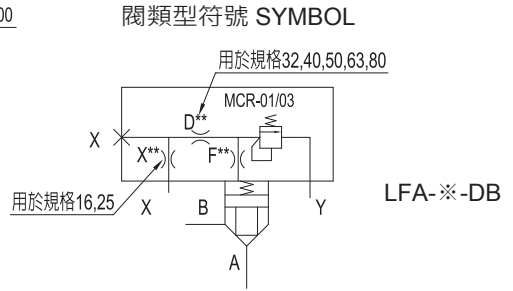 00
閥類型符號 SYMBOL
用於規格32,40,50,63,80
MCR-01/03
D**
X
X**
F**
用於規格16,25
X
B
Y
LFA-※-DB
A